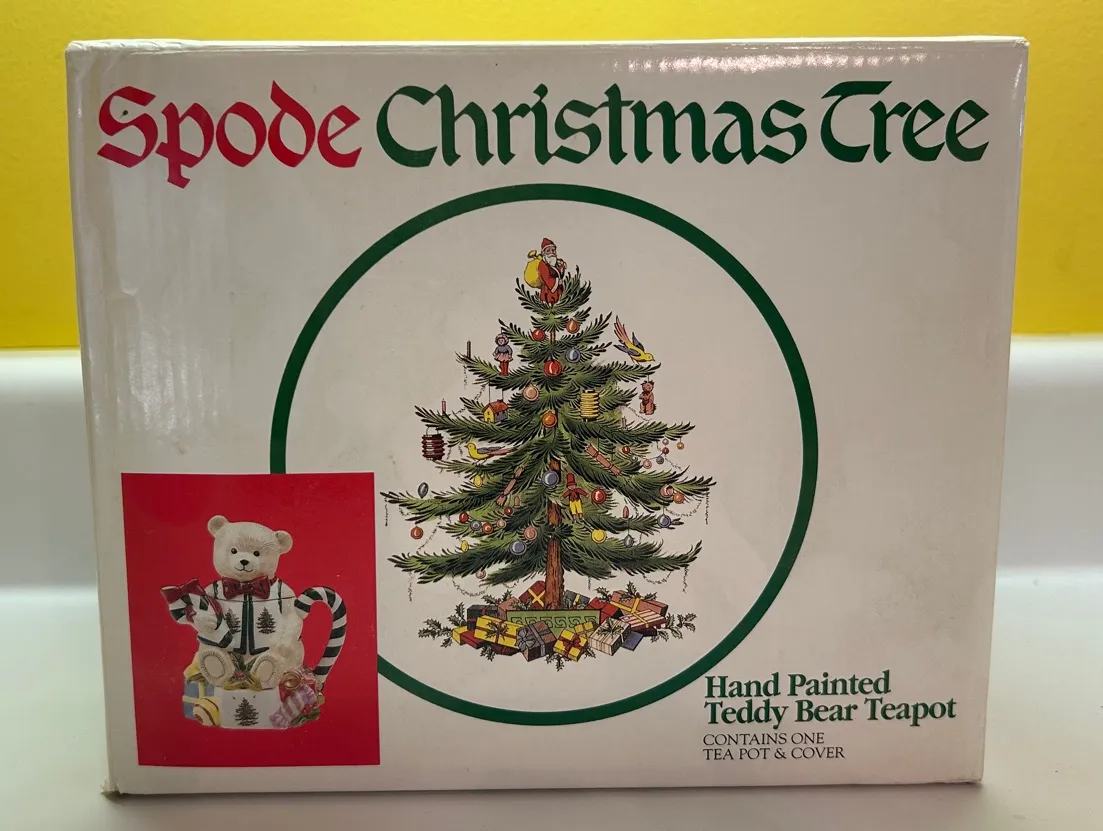 Spode Christmas Tree
Hand Painted
Teddy Bear Teapot
CONTAINS ONE
TEA POT & COVER